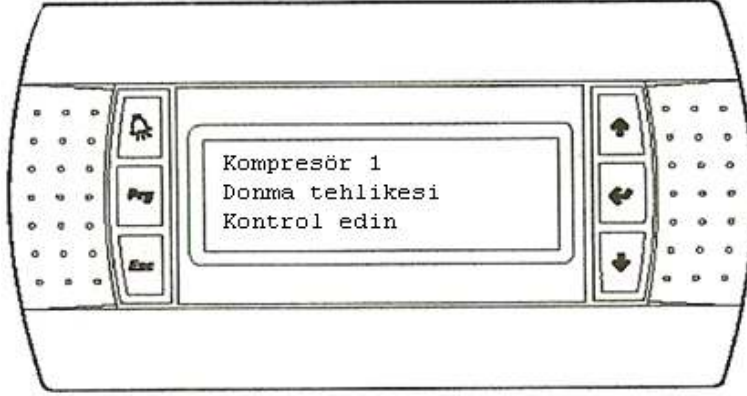 Kompresör 1
Donma tehlikesi
Kontrol edin
Prg
Esc